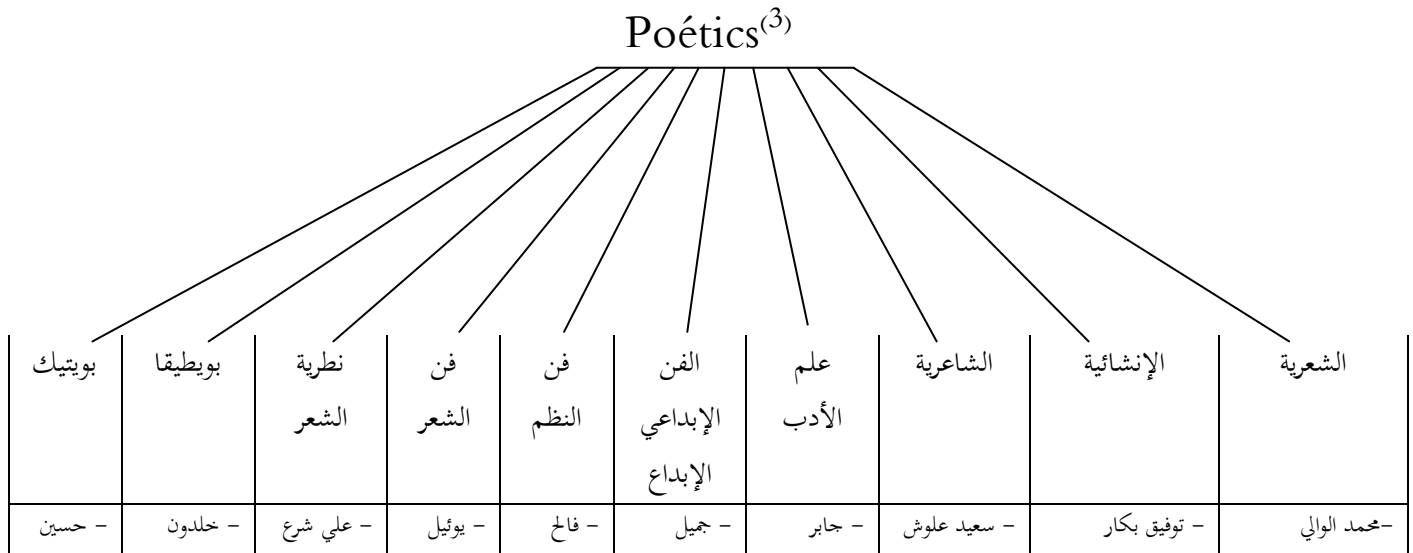 Poétics(3)
الشعرية
الإنشائية
الشاعرية
علم
الأدب
الفن
الإبداعي
الإبداع
فن
النظم
فن
الشعر
نطرية
الشعر
بويطيقا
بويتيك
-محمد الوالي
- توفيق بكار
- سعيد علوش
- جابر
- جميل
- فالح
- يوئيل
- علي شرع
- خلدون
- حسين